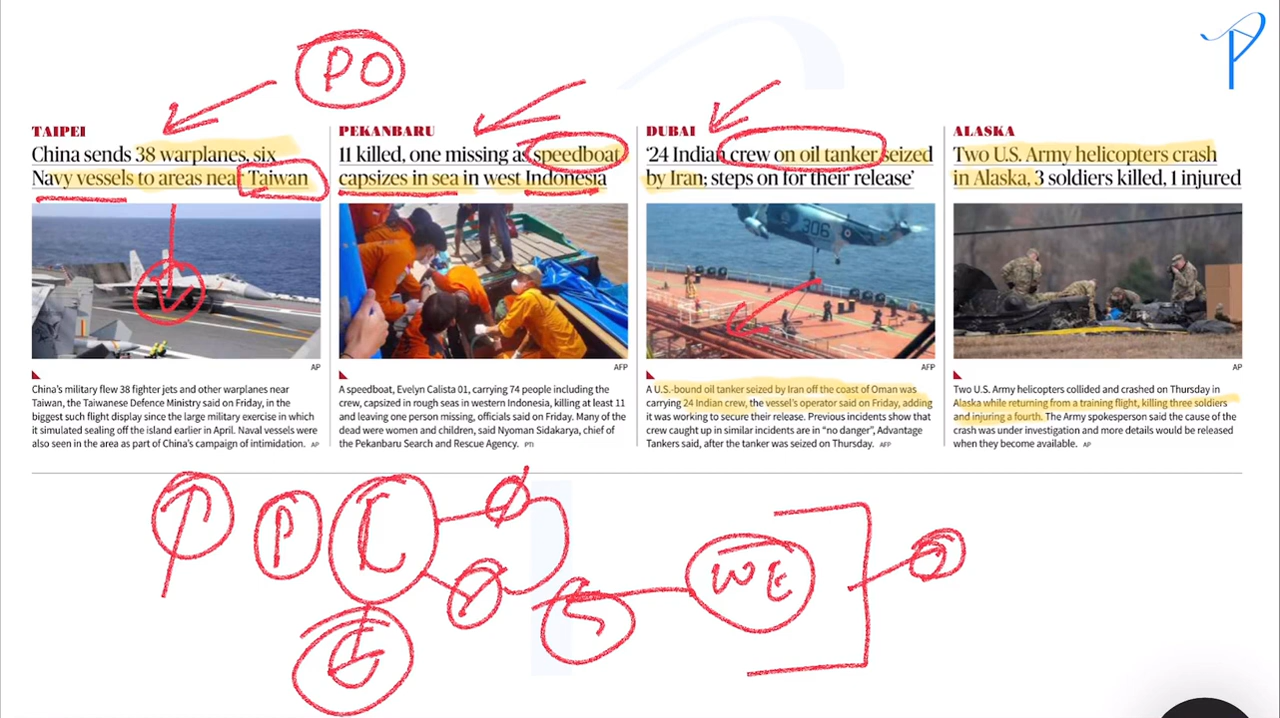 PO
TAIPEI
China sends 38 warplanes, six
Navy vessels to areas near Taiwan
AP
China's military flew 38 fighter jets and other warplanes near
Taiwan, the Taiwanese Defence Ministry said on Friday, in the
biggest such flight display since the large military exercise in which
it simulated sealing off the island earlier in April. Naval vessels were
also seen in the area as part of China's campaign of intimidation. AP
PEKANBARU
11 killed, one missing as speedboat
capsizes in sea in west Indonesia
AFP
A speedboat, Evelyn Calista 01, carrying 74 people including the
crew, capsized in rough seas in western Indonesia, killing at least 11
and leaving one person missing, officials said on Friday. Many of the
dead were women and children, said Nyoman Sidakarya, chief of
the Pekanbaru Search and Rescue Agency. PTI
DUBAI
'24 Indian crew on oil tanker seized
by Iran; steps on for their release'
306
AFP
A U.S.-bound oil tanker seized by Iran off the coast of Oman was
carrying 24 Indian crew, the vessel's operator said on Friday, adding
it was working to secure their release. Previous incidents show that
crew caught up in similar incidents are in "no danger", Advantage
Tankers said, after the tanker was seized on Thursday. AFP
ALASKA
Two U.S. Army helicopters crash
in Alaska, 3 soldiers killed, 1 injured
AP
Two U.S. Army helicopters collided and crashed on Thursday in
Alaska while returning from a training flight, killing three soldiers
and injuring a fourth. The Army spokesperson said the cause of the
crash was under investigation and more details would be released
when they become available. AP
P
WE